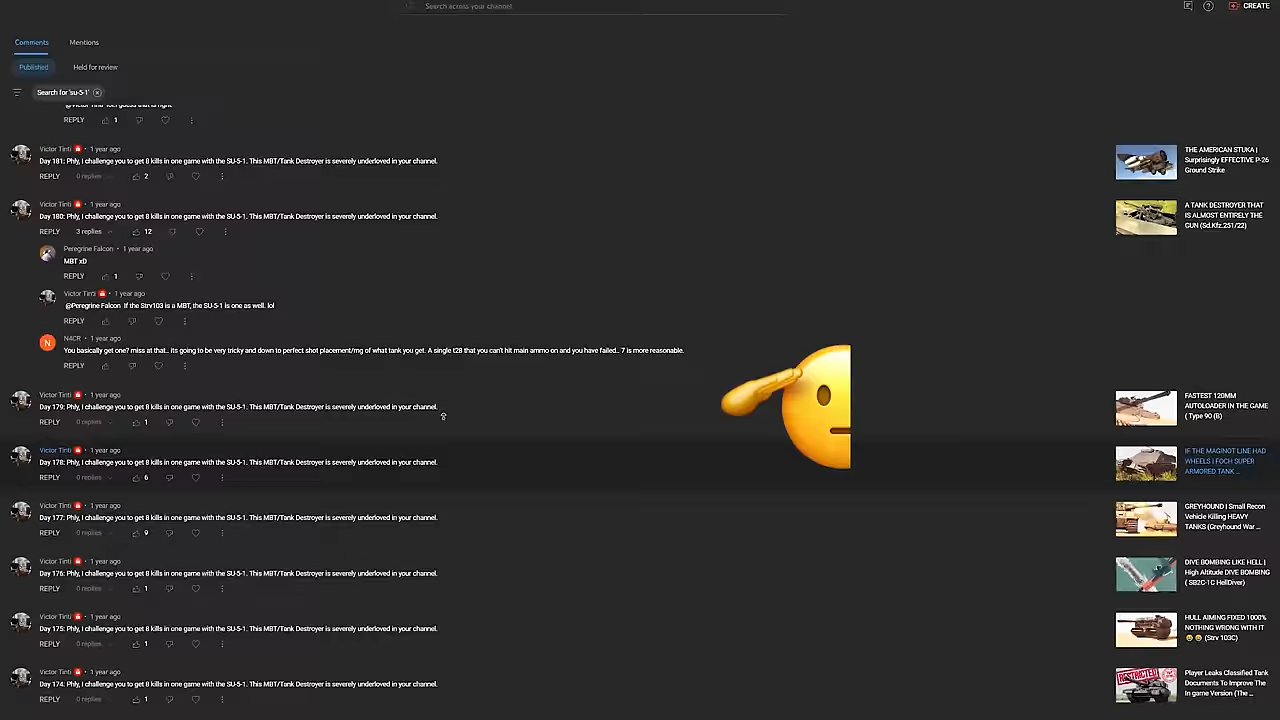 Search across your channel
CREATE
Comments
Mentions
Published
Held for review
Search for 'su-5-1'
REPLY
1
Victor Tinti • 1 year ago
Day 181: Phly, I challenge you to get 8 kills in one game with the SU-5-1. This MBT/Tank Destroyer is severely underloved in your channel.
REPLY
0 replies
2
THE AMERICAN STUKA |
Surprisingly EFFECTIVE P-26
Ground Strike
Victor Tinti • 1 year ago
Day 180: Phly, I challenge you to get 8 kills in one game with the SU-5-1. This MBT/Tank Destroyer is severely underloved in your channel.
REPLY
3 replies
12
A TANK DESTROYER THAT
IS ALMOST ENTIRELY THE
GUN (Sd.Kfz.251/22)
Peregrine Falcon • 1 year ago
MBT xD
REPLY
1
Victor Tinti • 1 year ago
@Peregrine Falcon If the Strv103 is a MBT, the SU-5-1 is one as well. lol
REPLY
N
N4CR • 1 year ago
You basically get one? miss at that.. its going to be very tricky and down to perfect shot placement/mg of what tank you get. A single t28 that you can't hit main ammo on and you have failed.. 7 is more reasonable.
REPLY
Victor Tinti • 1 year ago
Day 179: Phly, I challenge you to get 8 kills in one game with the SU-5-1. This MBT/Tank Destroyer is severely underloved in your channel.
REPLY
0 replies
1
FASTEST 120MM
AUTOLOADER IN THE GAME
( Type 90 (B)
Victor Tinti • 1 year ago
Day 178: Phly, I challenge you to get 8 kills in one game with the SU-5-1. This MBT/Tank Destroyer is severely underloved in your channel.
REPLY
0 replies
6
IF THE MAGINOT LINE HAD
WHEELS | FOCH SUPER
ARMORED TANK ...
Victor Tinti • 1 year ago
Day 177: Phly, I challenge you to get 8 kills in one game with the SU-5-1. This MBT/Tank Destroyer is severely underloved in your channel.
REPLY
0 replies
9
GREYHOUND | Small Recon
Vehicle Killing HEAVY
TANKS (Greyhound War ...
Victor Tinti • 1 year ago
Day 176: Phly, I challenge you to get 8 kills in one game with the SU-5-1. This MBT/Tank Destroyer is severely underloved in your channel.
REPLY
0 replies
1
DIVE BOMBING LIKE HELL |
High Altitude DIVE BOMBING
( SB2C-1C HellDiver)
Victor Tinti • 1 year ago
Day 175: Phly, I challenge you to get 8 kills in one game with the SU-5-1. This MBT/Tank Destroyer is severely underloved in your channel.
REPLY
0 replies
1
HULL AIMING FIXED 1000%
NOTHING WRONG WITH IT
(Strv 103C)
Victor Tinti • 1 year ago
Day 174: Phly, I challenge you to get 8 kills in one game with the SU-5-1. This MBT/Tank Destroyer is severely underloved in your channel.
REPLY
0 replies
1
RESTRICTED
Player Leaks Classified Tank
Documents To Improve The
In game Version (The ...